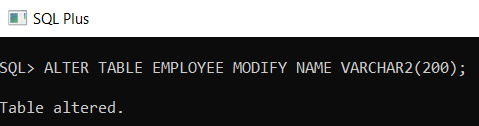 SQL Plus
SQL> ALTER TABLE EMPLOYEE MODIFY NAME VARCHAR2(200);
Table altered.